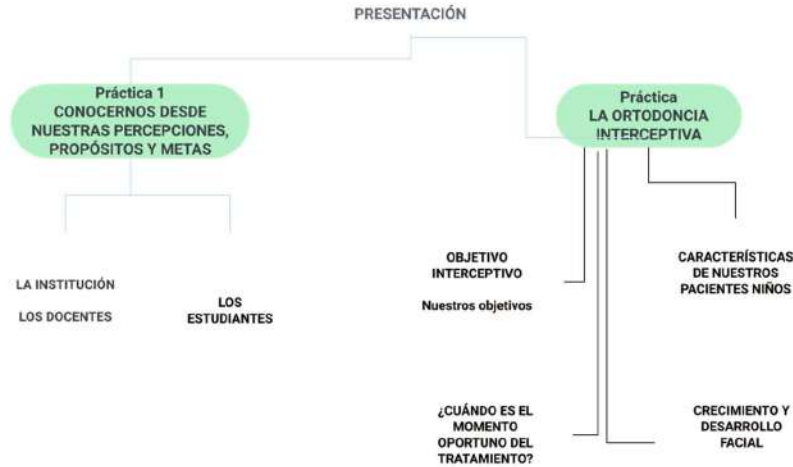 PRESENTACIÓN
Práctica 1
CONOCERNOS DESDE
NUESTRAS PERCEPCIONES,
PROPÓSITOS Y METAS
Práctica
LA ORTODONCIA
INTERCEPTIVA
LA INSTITUCIÓN
LOS DOCENTES
LOS
ESTUDIANTES
OBJETIVO
INTERCEPTIVO
Nuestros objetivos
CARACTERÍSTICAS
DE NUESTROS
PACIENTES NIÑOS
¿CUÁNDO ES EL
MOMENTO
OPORTUNO DEL
TRATAMIENTO?
CRECIMIENTO Y
DESARROLLO
FACIAL